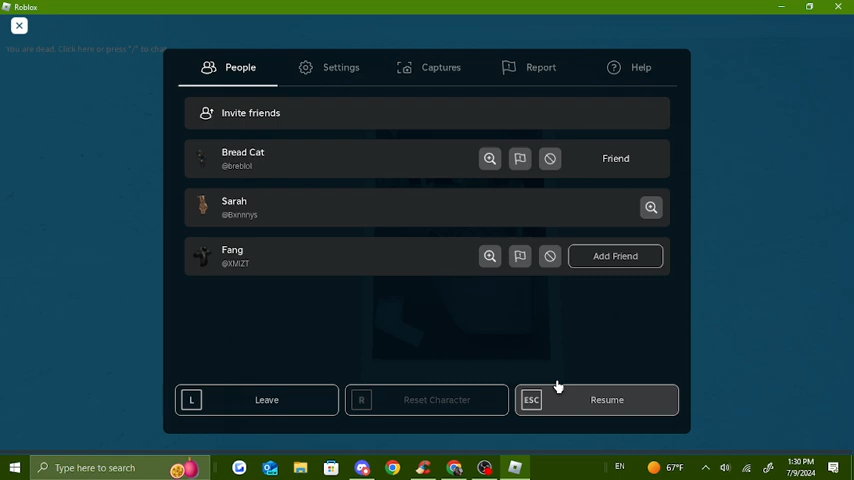 Roblox
You are dead. Click here or press "/" to chat
People
Settings
Captures
Report
Help
Invite friends
Bread Cat
@breblol
Friend
Sarah
@Bxnnnys
Fang
@XMIZT
Add Friend
L
Leave
R
Reset Character
ESC
Resume
Type here to search
EN
67°F
1:30 PM
7/9/2024